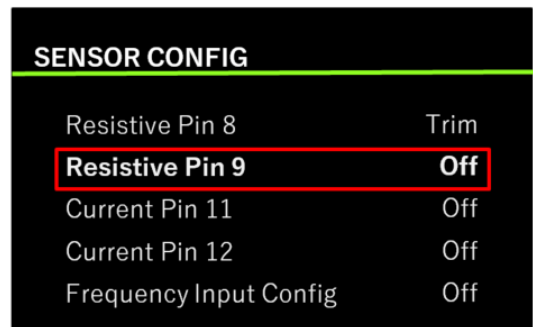 SENSOR CONFIG
Resistive Pin 8 Trim
Resistive Pin 9 Off
Current Pin 11 Off
Current Pin 12 Off
Frequency Input Config Off